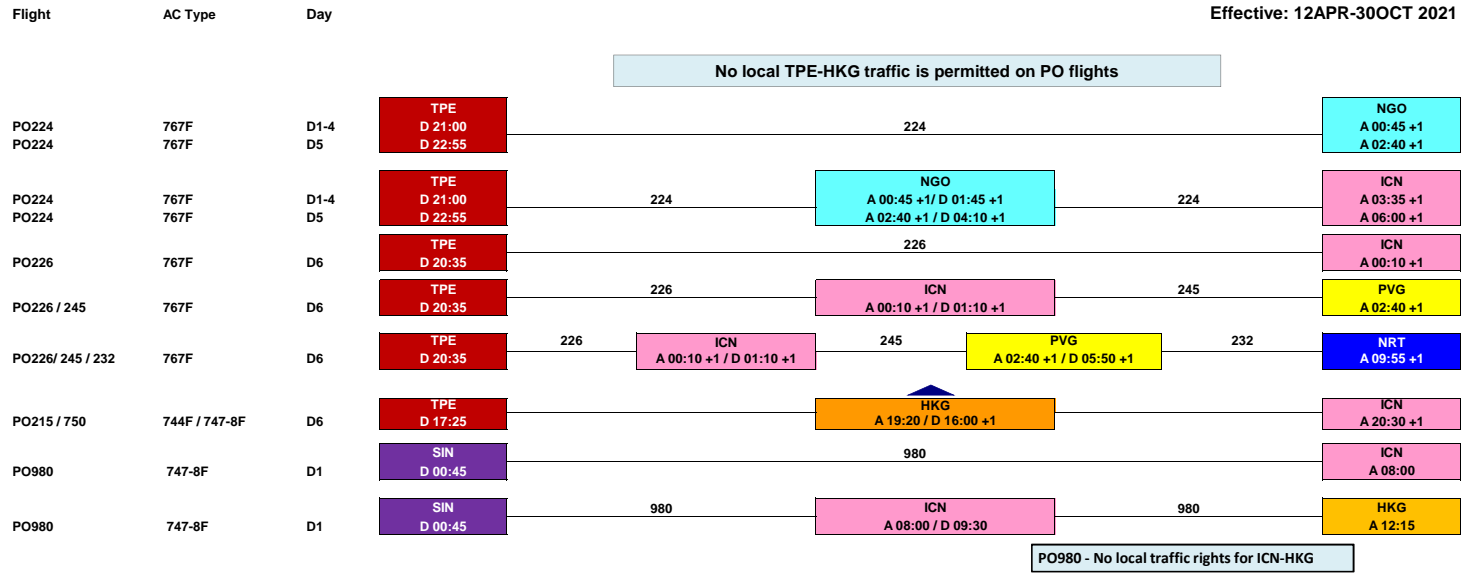 Flight AC Type Day Effective: 12APR-30OCT 2021
No local TPE-HKG traffic is permitted on PO flights
TPE NGO
PO224 767F D1-4 D 21:00 224 A 00:45 +1
PO224 767F D5 D 22:55 A 02:40 +1
TPE NGO ICN
PO224 767F D1-4 D 21:00 224 A 00:45 +1/ D 01:45 +1 224 A 03:35 +1
PO224 767F D5 D 22:55 A 02:40 +1 / D 04:10 +1 A 06:00 +1
TPE 226 ICN
PO226 767F D6 D 20:35 A 00:10 +1
TPE 226 ICN 245 PVG
PO226 / 245 767F D6 D 20:35 A 00:10 +1 / D 01:10 +1 A 02:40 +1
TPE 226 ICN 245 PVG 232 NRT
PO226/ 245 / 232 767F D6 D 20:35 A 00:10 +1 / D 01:10 +1 A 02:40 +1 / D 05:50 +1 A 09:55 +1
TPE HKG ICN
PO215 / 750 744F / 747-8F D6 D 17:25 A 19:20 / D 16:00 +1 A 20:30 +1
SIN 980 ICN
PO980 747-8F D1 D 00:45 A 08:00
SIN 980 ICN 980 HKG
PO980 747-8F D1 D 00:45 A 08:00 / D 09:30 A 12:15
PO980 - No local traffic rights for ICN-HKG